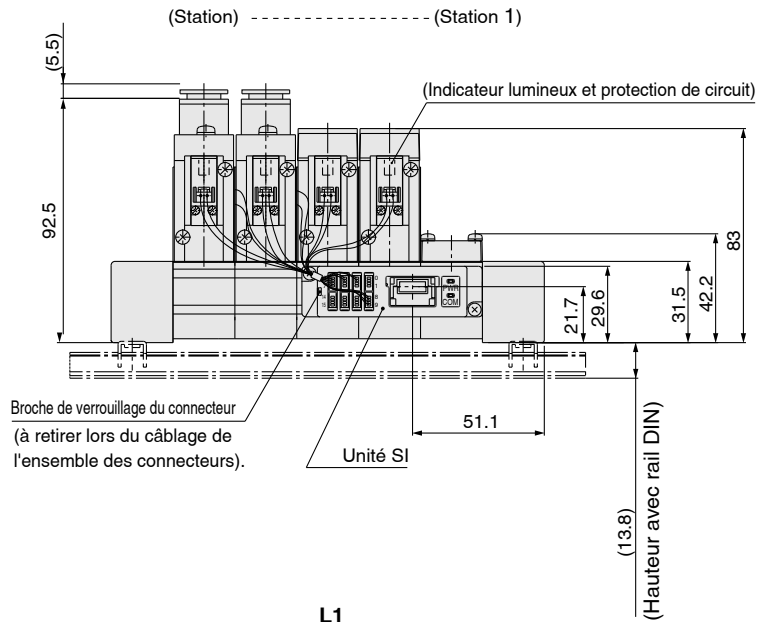 (Station) ---------------- (Station 1)
(5.5)
(Indicateur lumineux et protection de circuit)
92.5
83
42.2
31.5
29.6
21.7
PWR
COM
51.1
Broche de verrouillage du connecteur
(à retirer lors du câblage de
l'ensemble des connecteurs).
Unité SI
(13.8)
(Hauteur avec rail DIN)
L1